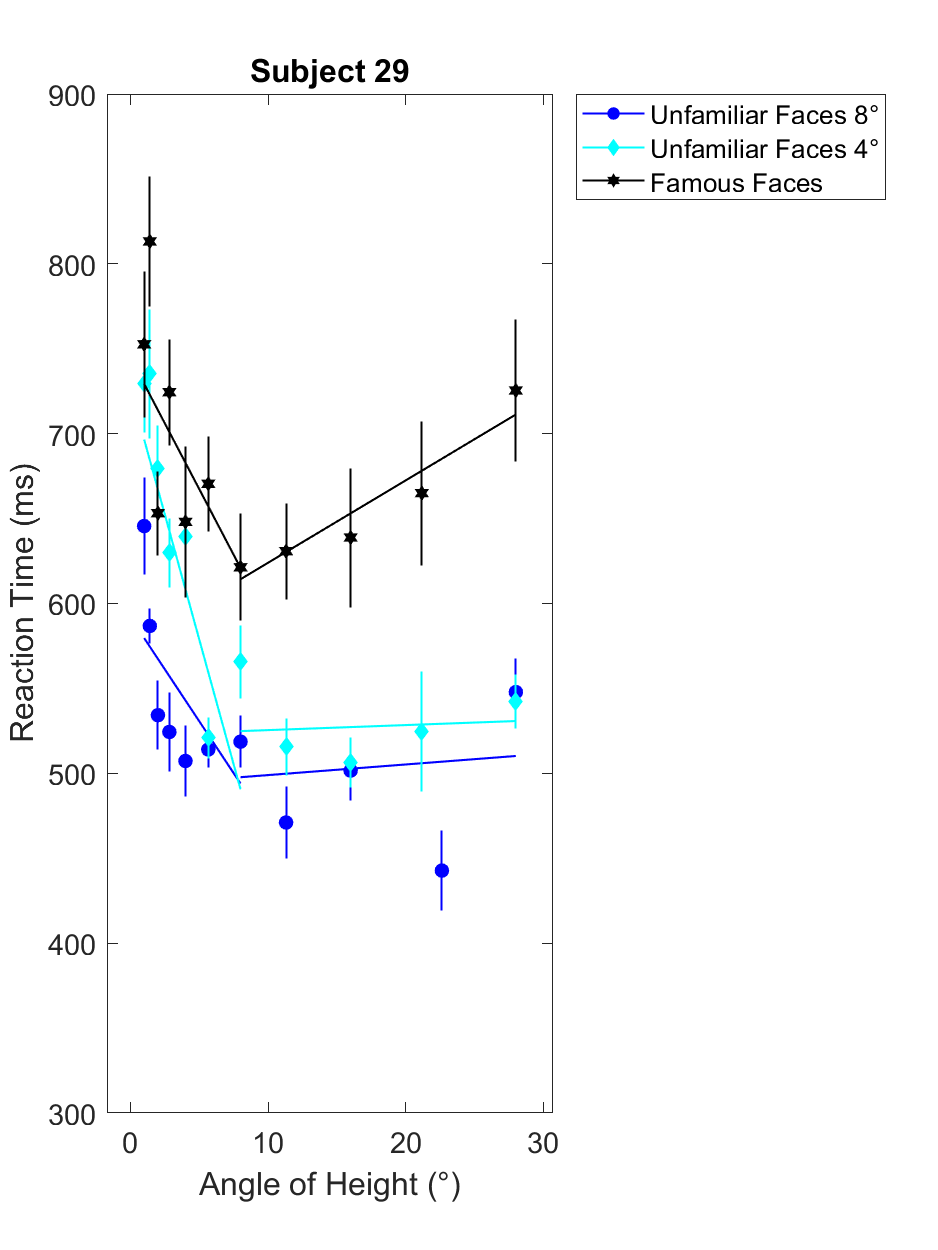 Subject 29
900
800
700
600
500
400
300
0
10
20
30
Reaction Time (ms)
Angle of Height (°)
Unfamiliar Faces 8°
Unfamiliar Faces 4°
Famous Faces